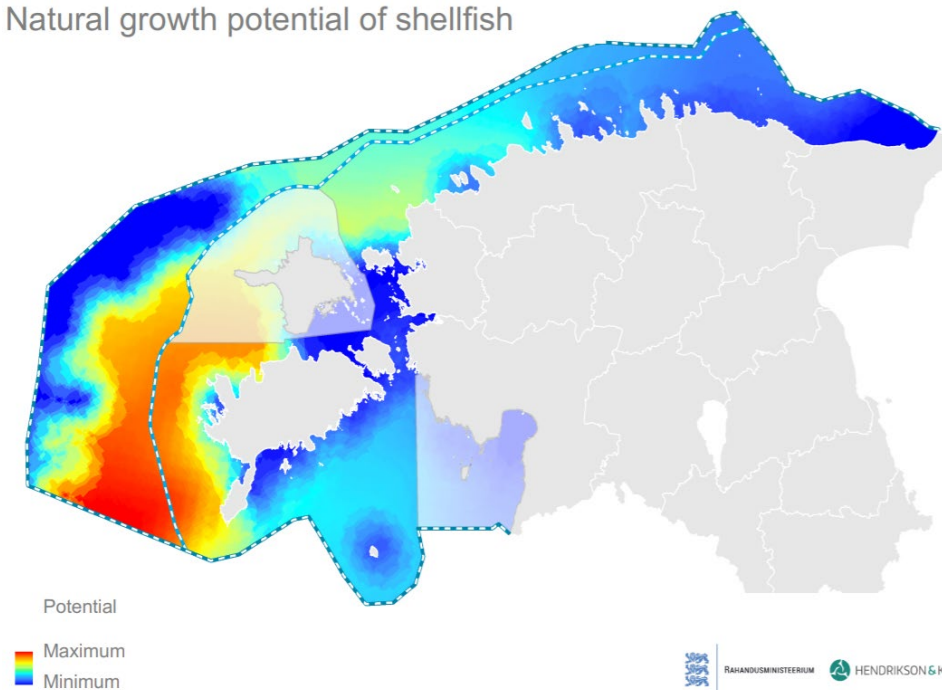 Natural growth potential of shellfish
Potential
Maximum
Minimum
RAHANDUSMINISTEERIUM
HENDRIKSON & K